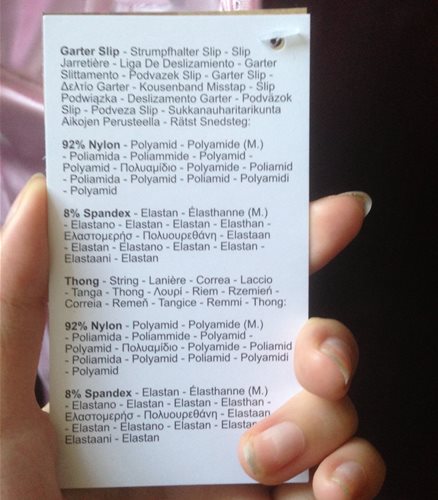 Garter Slip - Strumpfhalter Slip - Slip
Jarretière - Liga De Deslizamiento - Garter
Slittamento - Podvazek Slip - Garter Slip -
Δελτίο Garter - Kousenband Misstap - Slip
Podwiązka - Deslizamento Garter - Podväzok
Slip - Podveza Slip - Sukkanauharitarikunta
Aikojen Perusteella - Rätst Snedsteg:
92% Nylon - Polyamid - Polyamide (M.)
- Poliamida - Poliammide - Polyamid -
Polyamid - Πολυαμίδιο - Polyamide - Poliamid
- Poliamida - Polyamid - Poliamid - Polyamidi
- Polyamid
8% Spandex - Elastan - Élasthanne (M.)
- Elastano - Elastan - Elastan - Elasthan -
Ελαστομερήσ - Πολυουρεθάνη - Elastaan
- Elastan - Elastano - Elastan - Elastan -
Elastaani - Elastan
Thong - String - Lanière - Correa - Laccio
- Tanga - Thong - Λουρί - Riem - Rzemień -
Correia - Remeň - Tangice - Remmi - Thong:
92% Nylon - Polyamid - Polyamide (M.)
- Poliamida - Poliammide - Polyamid -
Polyamid - Πολυαμίδιο - Polyamide - Poliamid
- Poliamida - Polyamid - Poliamid - Polyamidi
- Polyamid
8% Spandex - Elastan - Élasthanne (M.)
- Elastano - Elastan - Elastan - Elasthan -
Ελαστομερήσ - Πολυουρεθάνη - Elastaan
- Elastan - Elastano - Elastan - Elastan
Elastaani - Elastan